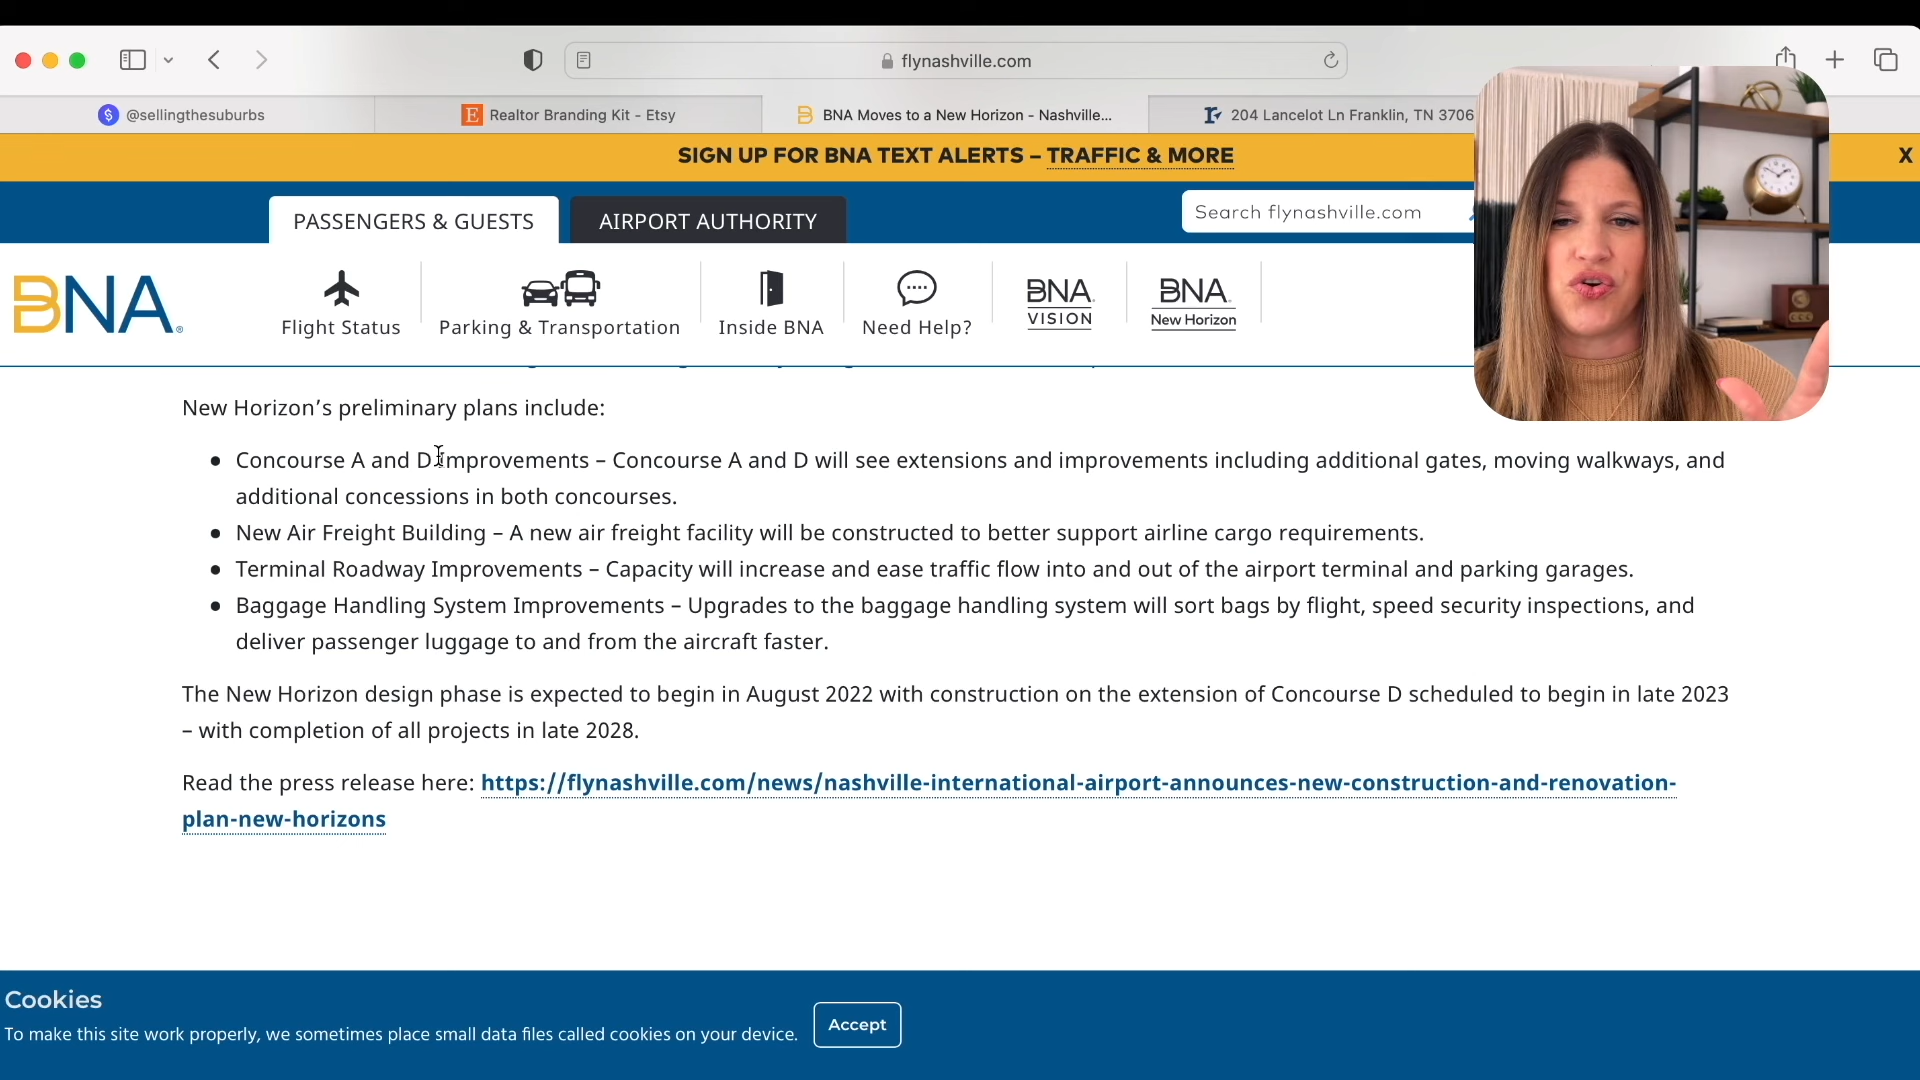 flynashville.com
@sellingthesuburbs
Realtor Branding Kit - Etsy
BNA Moves to a New Horizon - Nashville...
204 Lancelot Ln Franklin, TN 3706
SIGN UP FOR BNA TEXT ALERTS – TRAFFIC & MORE
X
PASSENGERS & GUESTS
AIRPORT AUTHORITY
Search flynashville.com
BNA
Flight Status
Parking & Transportation
Inside BNA
Need Help?
BNA
VISION
BNA
New Horizon
New Horizon’s preliminary plans include:
Concourse A and D Improvements – Concourse A and D will see extensions and improvements including additional gates, moving walkways, and
additional concessions in both concourses.
New Air Freight Building – A new air freight facility will be constructed to better support airline cargo requirements.
Terminal Roadway Improvements – Capacity will increase and ease traffic flow into and out of the airport terminal and parking garages.
Baggage Handling System Improvements – Upgrades to the baggage handling system will sort bags by flight, speed security inspections, and
deliver passenger luggage to and from the aircraft faster.
The New Horizon design phase is expected to begin in August 2022 with construction on the extension of Concourse D scheduled to begin in late 2023
– with completion of all projects in late 2028.
Read the press release here: https://flynashville.com/news/nashville-international-airport-announces-new-construction-and-renovation-
plan-new-horizons
Cookies
To make this site work properly, we sometimes place small data files called cookies on your device.
Accept